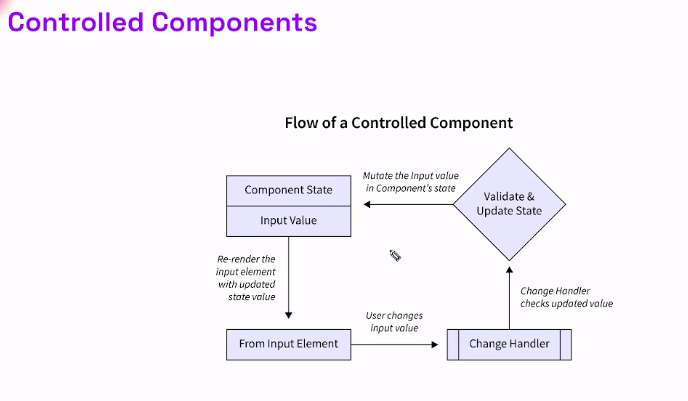 Controlled Components
Flow of a Controlled Component
Mutate the Input value
in Component's state
Component State
Input Value
Validate &
Update State
Re-render the
input element
with updated
state value
Change Handler
checks updated value
User changes
input value
From Input Element
Change Handler